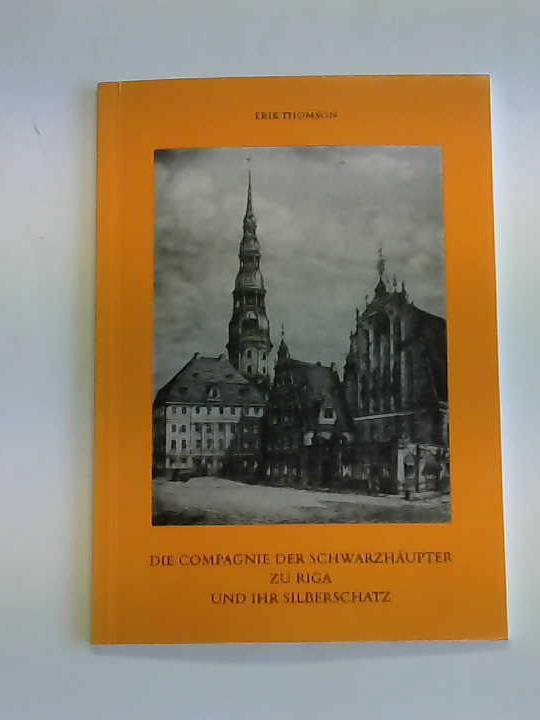 ERIK THOMSON
DIE COMPAGNIE DER SCHWARZHÄUPTER
ZU RIGA
UND IHR SILBERSCHATZ